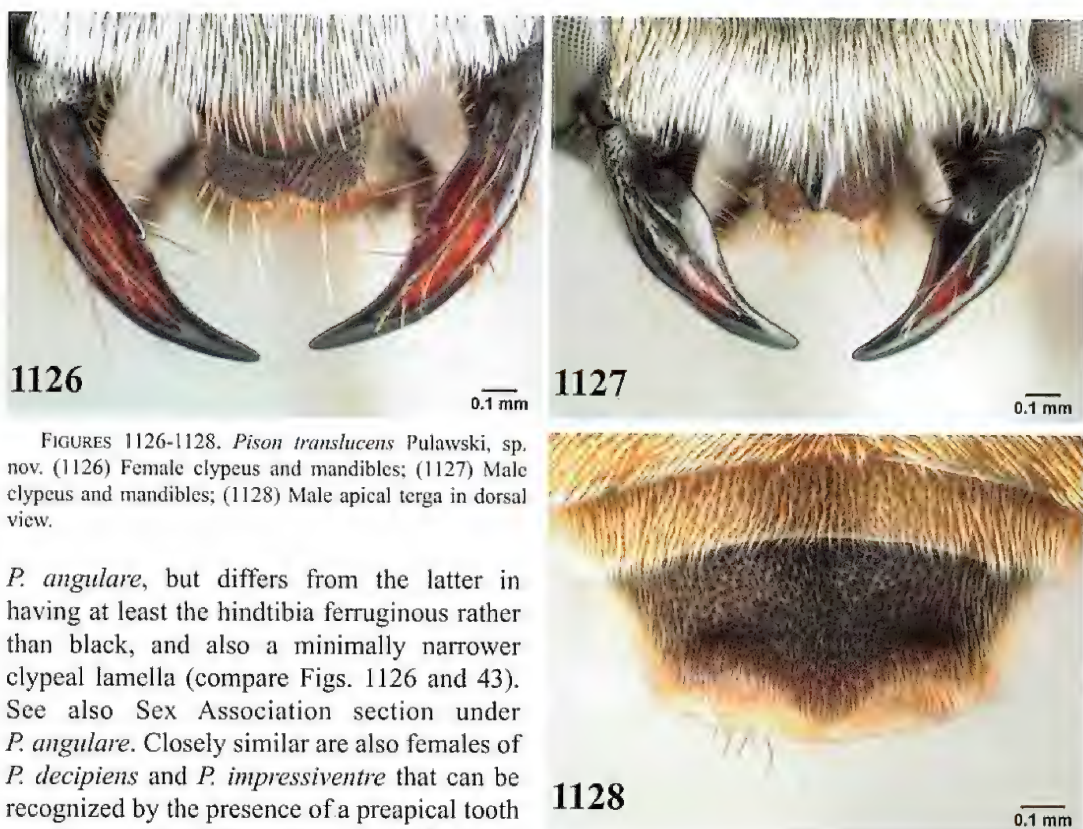 1126
0.1 mm
1127
0.1 mm
FIGURES 1126-1128. Pison translucens Pulawski, sp.
nov. (1126) Female clypeus and mandibles; (1127) Male
clypeus and mandibles; (1128) Male apical terga in dorsal
view.
P. angulare, but differs from the latter in
having at least the hindtibia ferruginous rather
than black, and also a minimally narrower
clypeal lamella (compare Figs. 1126 and 43).
See also Sex Association section under
P. angulare. Closely similar are also females of
P. decipiens and P. impressiventre that can be
recognized by the presence of a preapical tooth
1128
0.1 mm